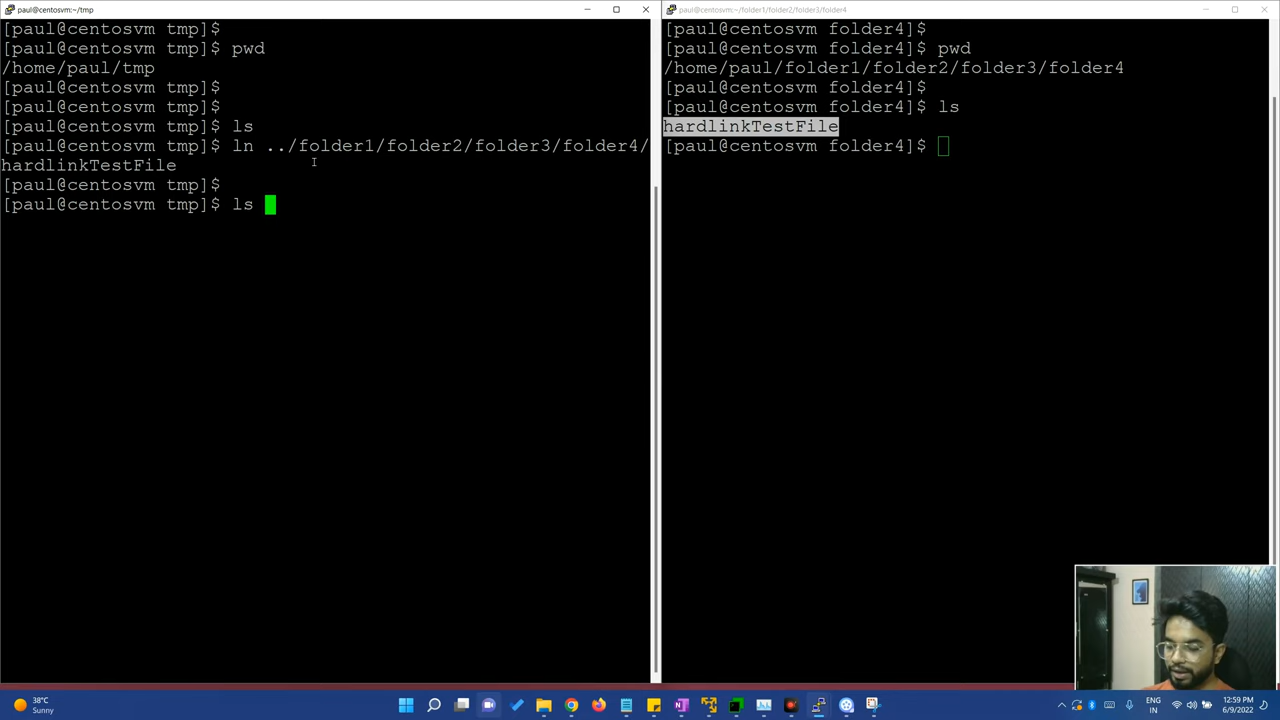 paul@centosvm:~/tmp
[paul@centosvm tmp]$
[paul@centosvm tmp]$ pwd
/home/paul/tmp
[paul@centosvm tmp]$
[paul@centosvm tmp]$
[paul@centosvm tmp]$ ls
[paul@centosvm tmp]$ ln ../folder1/folder2/folder3/folder4/
hardlinkTestFile
[paul@centosvm tmp]$
[paul@centosvm tmp]$ ls
paul@centosvm:~/folder1/folder2/folder3/folder4
[paul@centosvm folder4]$
[paul@centosvm folder4]$ pwd
/home/paul/folder1/folder2/folder3/folder4
[paul@centosvm folder4]$
[paul@centosvm folder4]$ ls
hardlinkTestFile
[paul@centosvm folder4]$
38°C
Sunny
ENG
IN
12:59 PM
6/9/2022